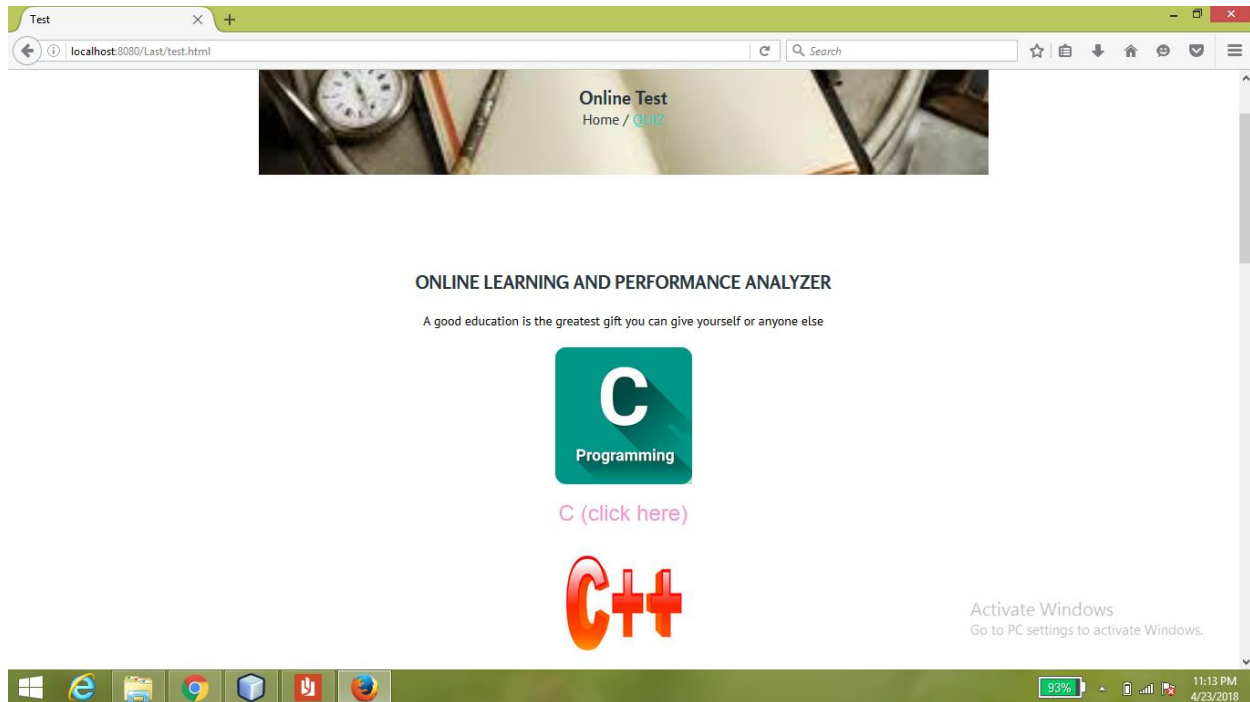 Test
localhost:8080/Last/test.html
Search
Online Test
Home / QUIZ
ONLINE LEARNING AND PERFORMANCE ANALYZER
A good education is the greatest gift you can give yourself or anyone else
C
Programming
C (click here)
C++
Activate Windows
Go to PC settings to activate Windows.
93%
11:13 PM
4/23/2018